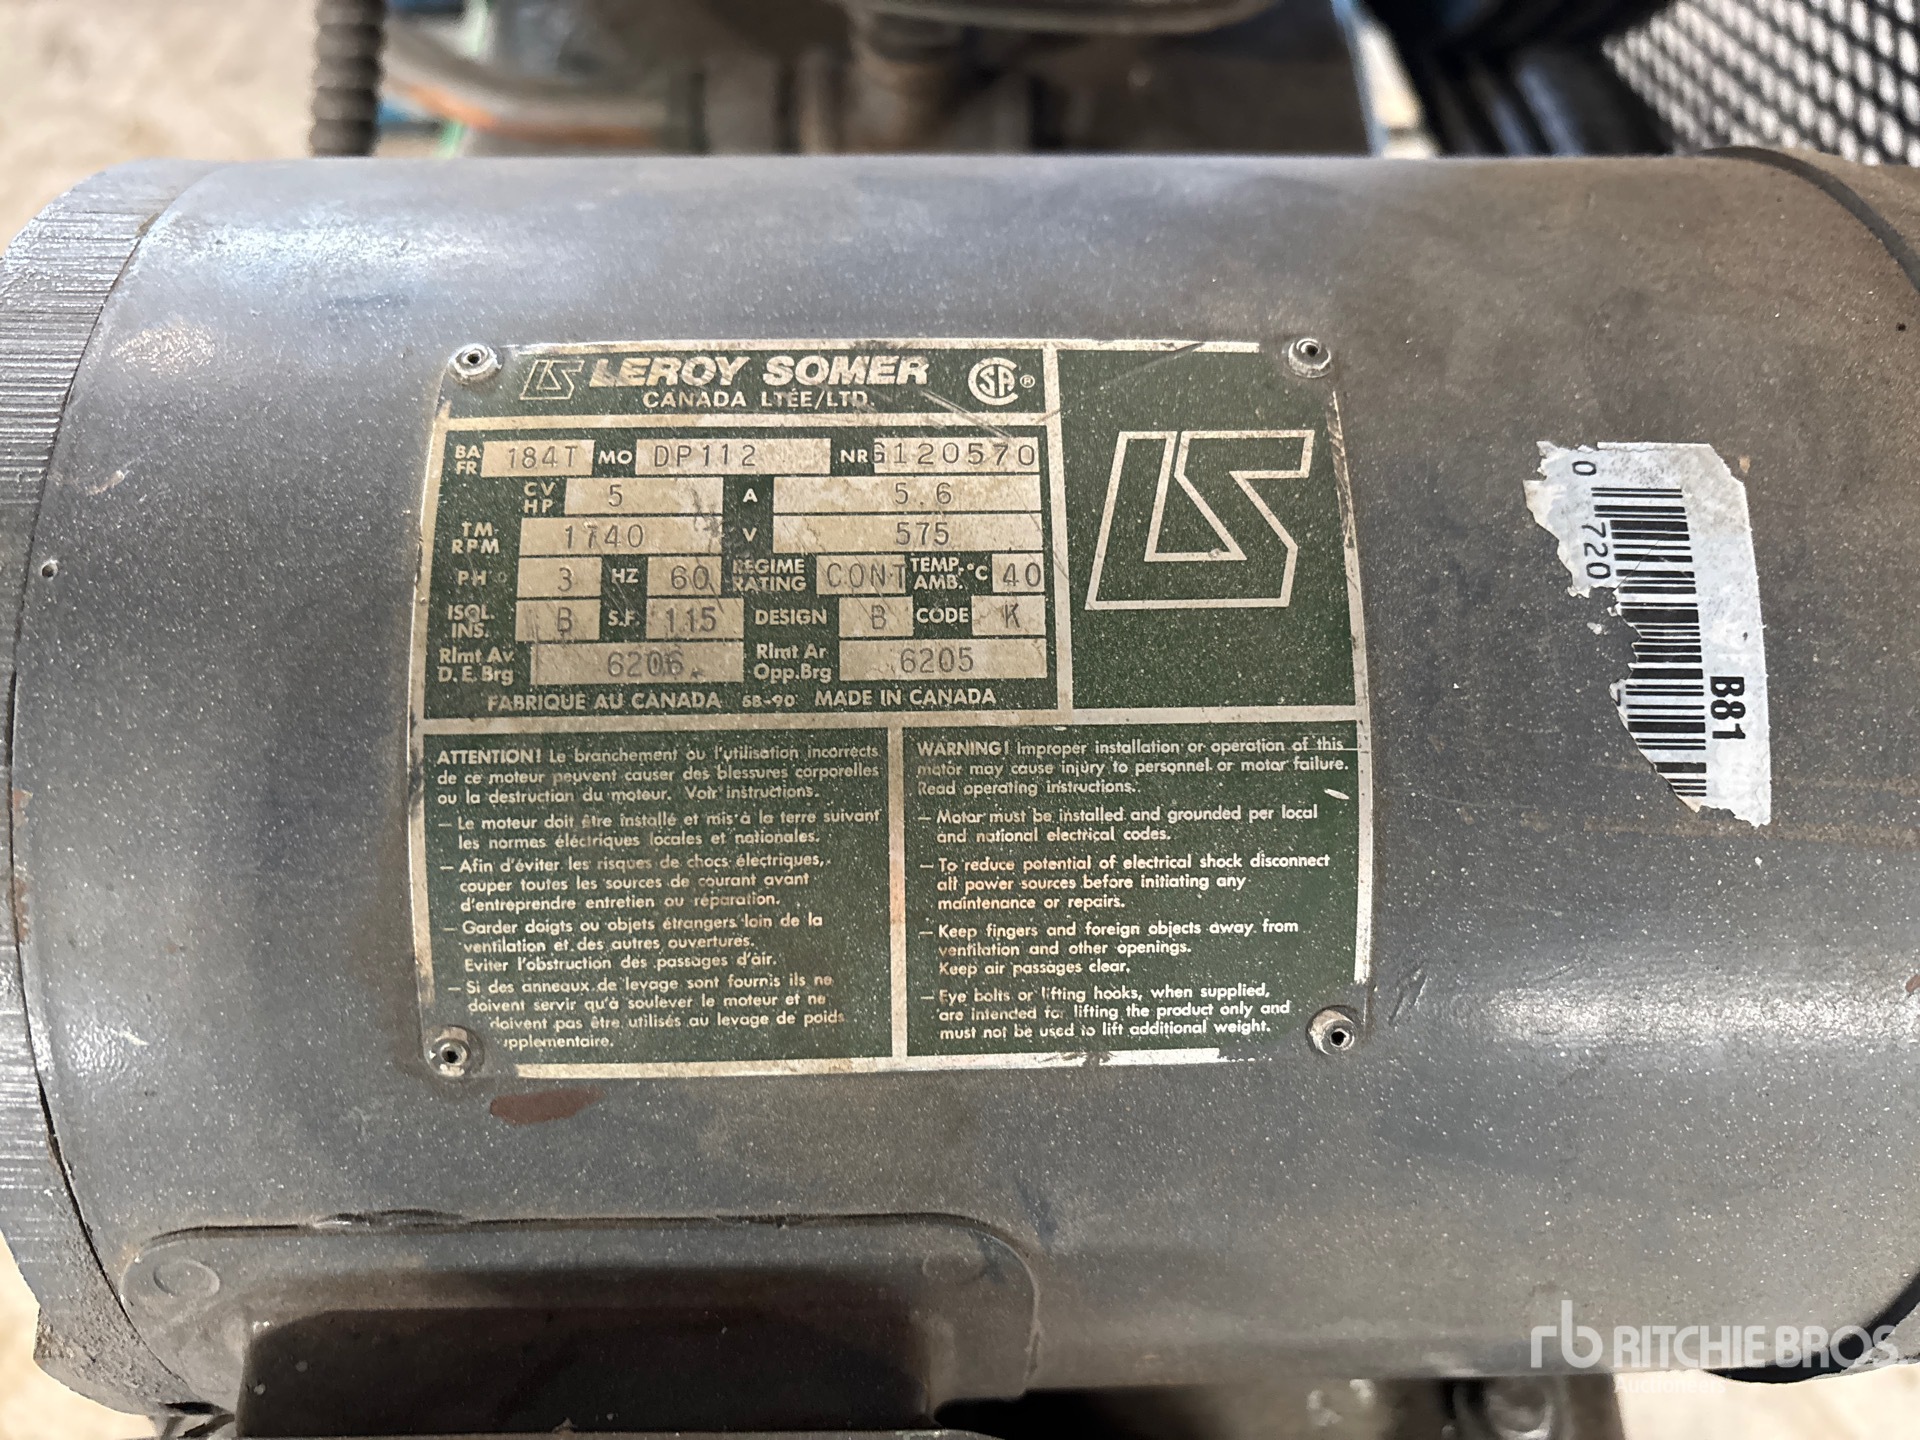 LS LEROY SOMER
CANADA LTÉE/LTD.
CSA ®
BA FR 184T MO DP112 NR G120570
CV HP 5 A 5.6
TM RPM 1740 V 575
PH 3 HZ 60 REGIME RATING CONT TEMP. AMB. °C 40
ISOL. INS. B S.F. 115 DESIGN B CODE K
Rlmt Av D.E. Brg 6206 Rlmt Ar Opp.Brg 6205
FABRIQUÉ AU CANADA 58-90 MADE IN CANADA
LS
ATTENTION! Le branchement ou l'utilisation incorrects
de ce moteur peuvent causer des blessures corporelles
ou la destruction du moteur. Voir instructions.
– Le moteur doit être installé et mis à la terre suivant
les normes électriques locales et nationales.
– Afin d'éviter les risques de chocs électriques,
couper toutes les sources de courant avant
d'entreprendre entretien ou réparation.
– Garder doigts ou objets étrangers loin de la
ventilation et des autres ouvertures.
Eviter l'obstruction des passages d'air.
– Si des anneaux de levage sont fournis ils ne
doivent servir qu'à soulever le moteur et ne
doivent pas être utilisés au levage de poids
upplementaire.
WARNING! Improper installation or operation of this
motor may cause injury to personnel or motor failure.
Read operating instructions.
– Motor must be installed and grounded per local
and national electrical codes.
– To reduce potential of electrical shock disconnect
all power sources before initiating any
maintenance or repairs.
– Keep fingers and foreign objects away from
ventilation and other openings.
Keep air passages clear.
– Eye bolts or lifting hooks, when supplied,
are intended for lifting the product only and
must not be used to lift additional weight.
0 720
B81
rb RITCHIE BROS
Auctioneers